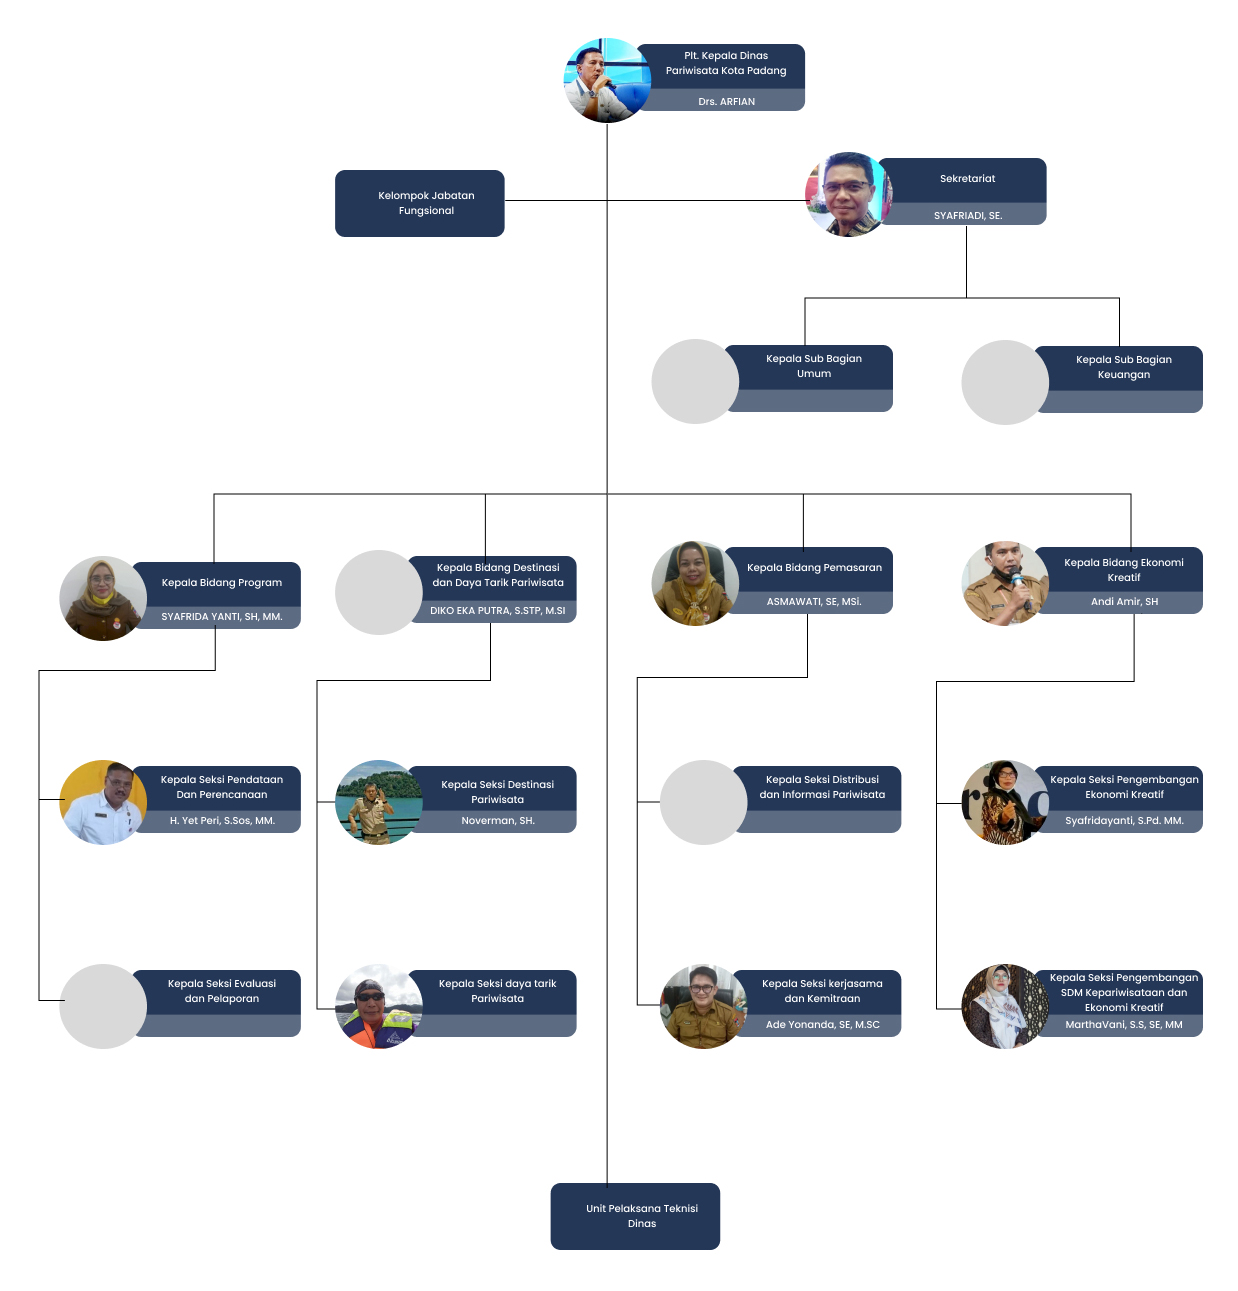 Plt. Kepala Dinas
Pariwisata Kota Padang
Drs. ARFIAN
Kelompok Jabatan
Fungsional
Sekretariat
SYAFRIADI, SE.
Kepala Sub Bagian
Umum
Kepala Sub Bagian
Keuangan
Kepala Bidang Program
SYAFRIDA YANTI, SH, MM.
Kepala Bidang Destinasi
dan Daya Tarik Pariwisata
DIKO EKA PUTRA, S.STP, M.SI
Kepala Bidang Pemasaran
ASMAWATI, SE, MSi.
Kepala Bidang Ekonomi
Kreatif
Andi Amir, SH
Kepala Seksi Pendataan
Dan Perencanaan
H. Yet Peri, S.Sos, MM.
Kepala Seksi Destinasi
Pariwisata
Noverman, SH.
Kepala Seksi Distribusi
dan Informasi Pariwisata
Kepala Seksi Pengembangan
Ekonomi Kreatif
Syafridayanti, S.Pd. MM.
Kepala Seksi Evaluasi
dan Pelaporan
Kepala Seksi daya tarik
Pariwisata
Kepala Seksi kerjasama
dan Kemitraan
Ade Yonanda, SE, M.SC
Kepala Seksi Pengembangan
SDM Kepariwisataan dan
Ekonomi Kreatif
MarthaVani, S.S, SE, MM
Unit Pelaksana Teknisi
Dinas